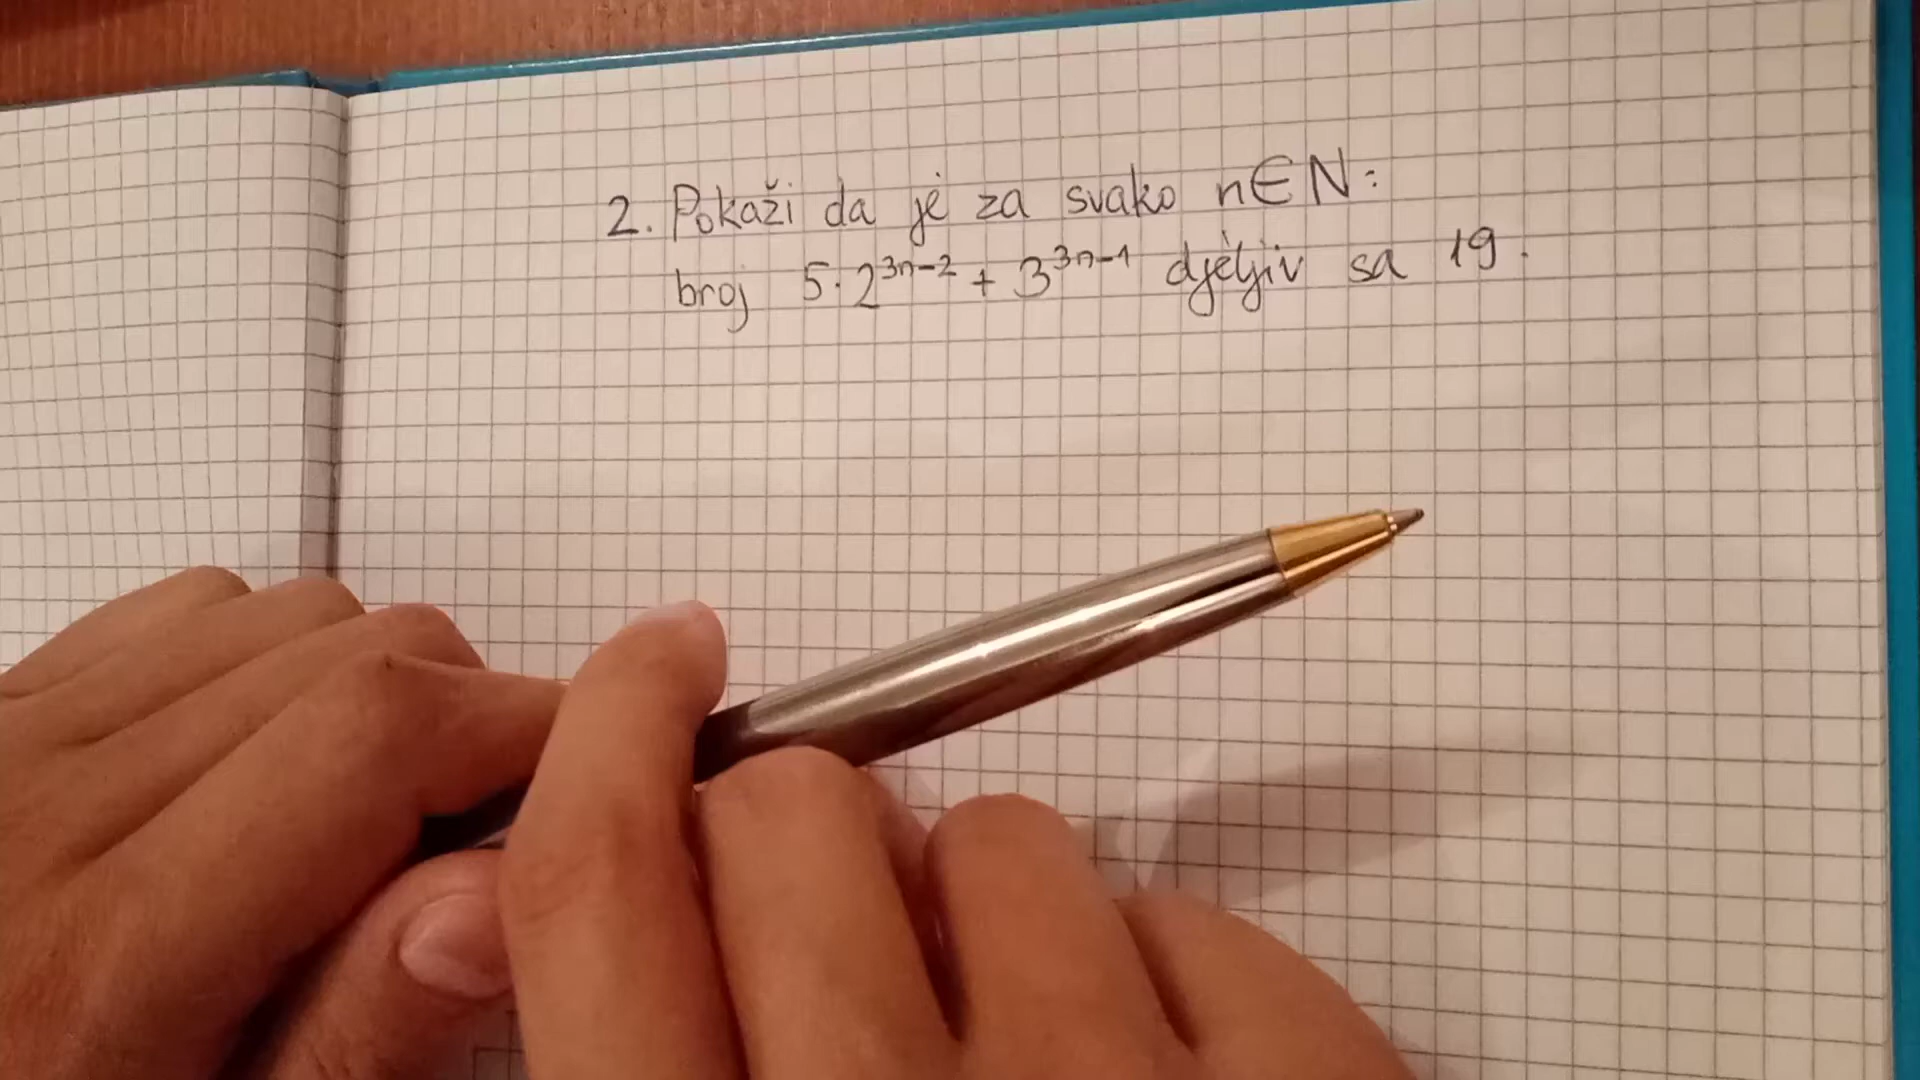 2. Pokaži da je za svako n∈N:
broj 5·2^{3n-2} + 3^{3n-1} djeljiv sa 19.